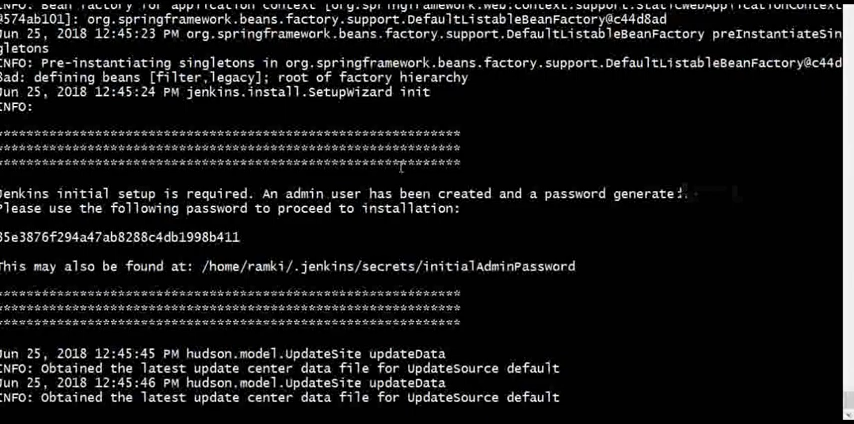 INFO: Bean factory for application context [org.springframework.web.context.support.StaticWebApplicationContext
@574ab101]: org.springframework.beans.factory.support.DefaultListableBeanFactory@c44d8ad
Jun 25, 2018 12:45:23 PM org.springframework.beans.factory.support.DefaultListableBeanFactory preInstantiateSin
gletons
INFO: Pre-instantiating singletons in org.springframework.beans.factory.support.DefaultListableBeanFactory@c44d
8ad: defining beans [filter,legacy]; root of factory hierarchy
Jun 25, 2018 12:45:24 PM jenkins.install.SetupWizard init
INFO:
*************************************************************
*************************************************************
*************************************************************
Jenkins initial setup is required. An admin user has been created and a password generated.
Please use the following password to proceed to installation:
85e3876f294a47ab8288c4db1998b411
This may also be found at: /home/ramki/.jenkins/secrets/initialAdminPassword
*************************************************************
*************************************************************
*************************************************************
Jun 25, 2018 12:45:45 PM hudson.model.UpdateSite updateData
INFO: Obtained the latest update center data file for UpdateSource default
Jun 25, 2018 12:45:46 PM hudson.model.UpdateSite updateData
INFO: Obtained the latest update center data file for UpdateSource default